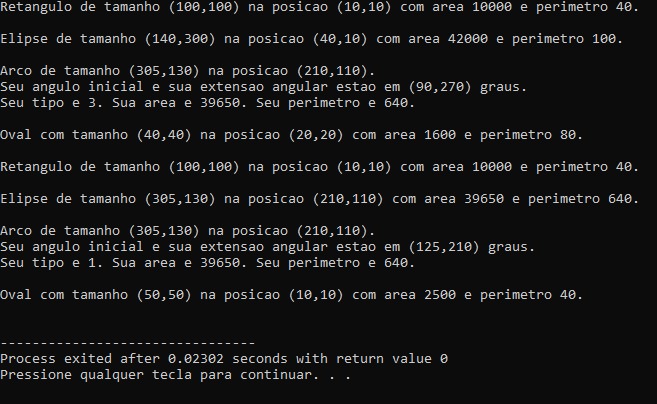 Retangulo de tamanho (100,100) na posicao (10,10) com area 10000 e perimetro 40.
Elipse de tamanho (140,300) na posicao (40,10) com area 42000 e perimetro 100.
Arco de tamanho (305,130) na posicao (210,110).
Seu angulo inicial e sua extensao angular estao em (90,270) graus.
Seu tipo e 3. Sua area e 39650. Seu perimetro e 640.
Oval com tamanho (40,40) na posicao (20,20) com area 1600 e perimetro 80.
Retangulo de tamanho (100,100) na posicao (10,10) com area 10000 e perimetro 40.
Elipse de tamanho (305,130) na posicao (210,110) com area 39650 e perimetro 640.
Arco de tamanho (305,130) na posicao (210,110).
Seu angulo inicial e sua extensao angular estao em (125,210) graus.
Seu tipo e 1. Sua area e 39650. Seu perimetro e 640.
Oval com tamanho (50,50) na posicao (10,10) com area 2500 e perimetro 40.
--------------------------------
Process exited after 0.02302 seconds with return value 0
Pressione qualquer tecla para continuar. . .